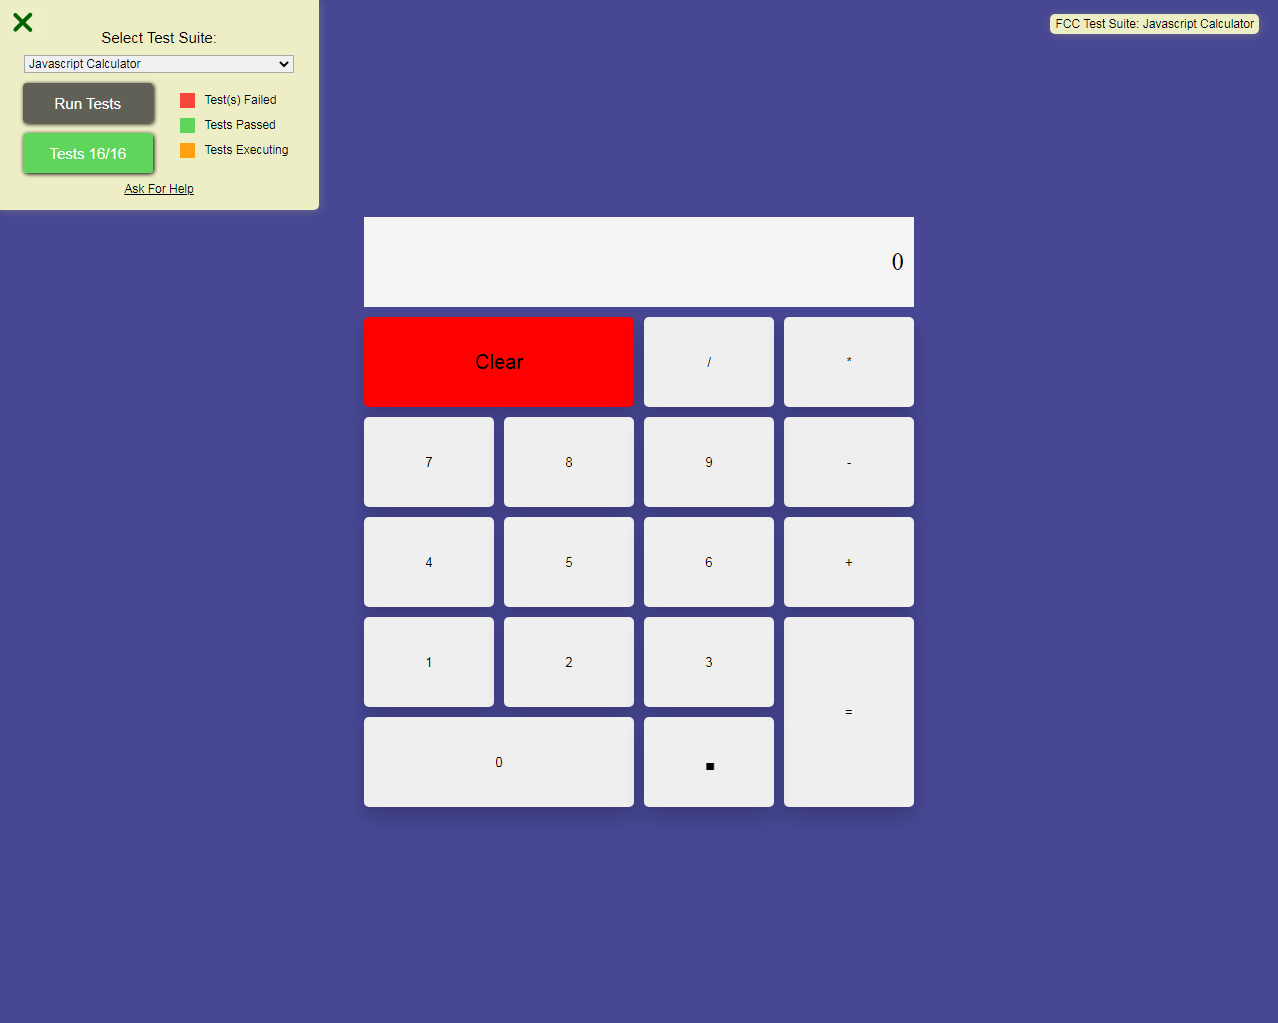 Select Test Suite:
FCC Test Suite: Javascript Calculator
Javascript Calculator
Run Tests
Test(s) Failed
Tests Passed
Tests 16/16
Tests Executing
Ask For Help
0
Clear / *
7 8 9 -
4 5 6 +
1 2 3 =
0 .